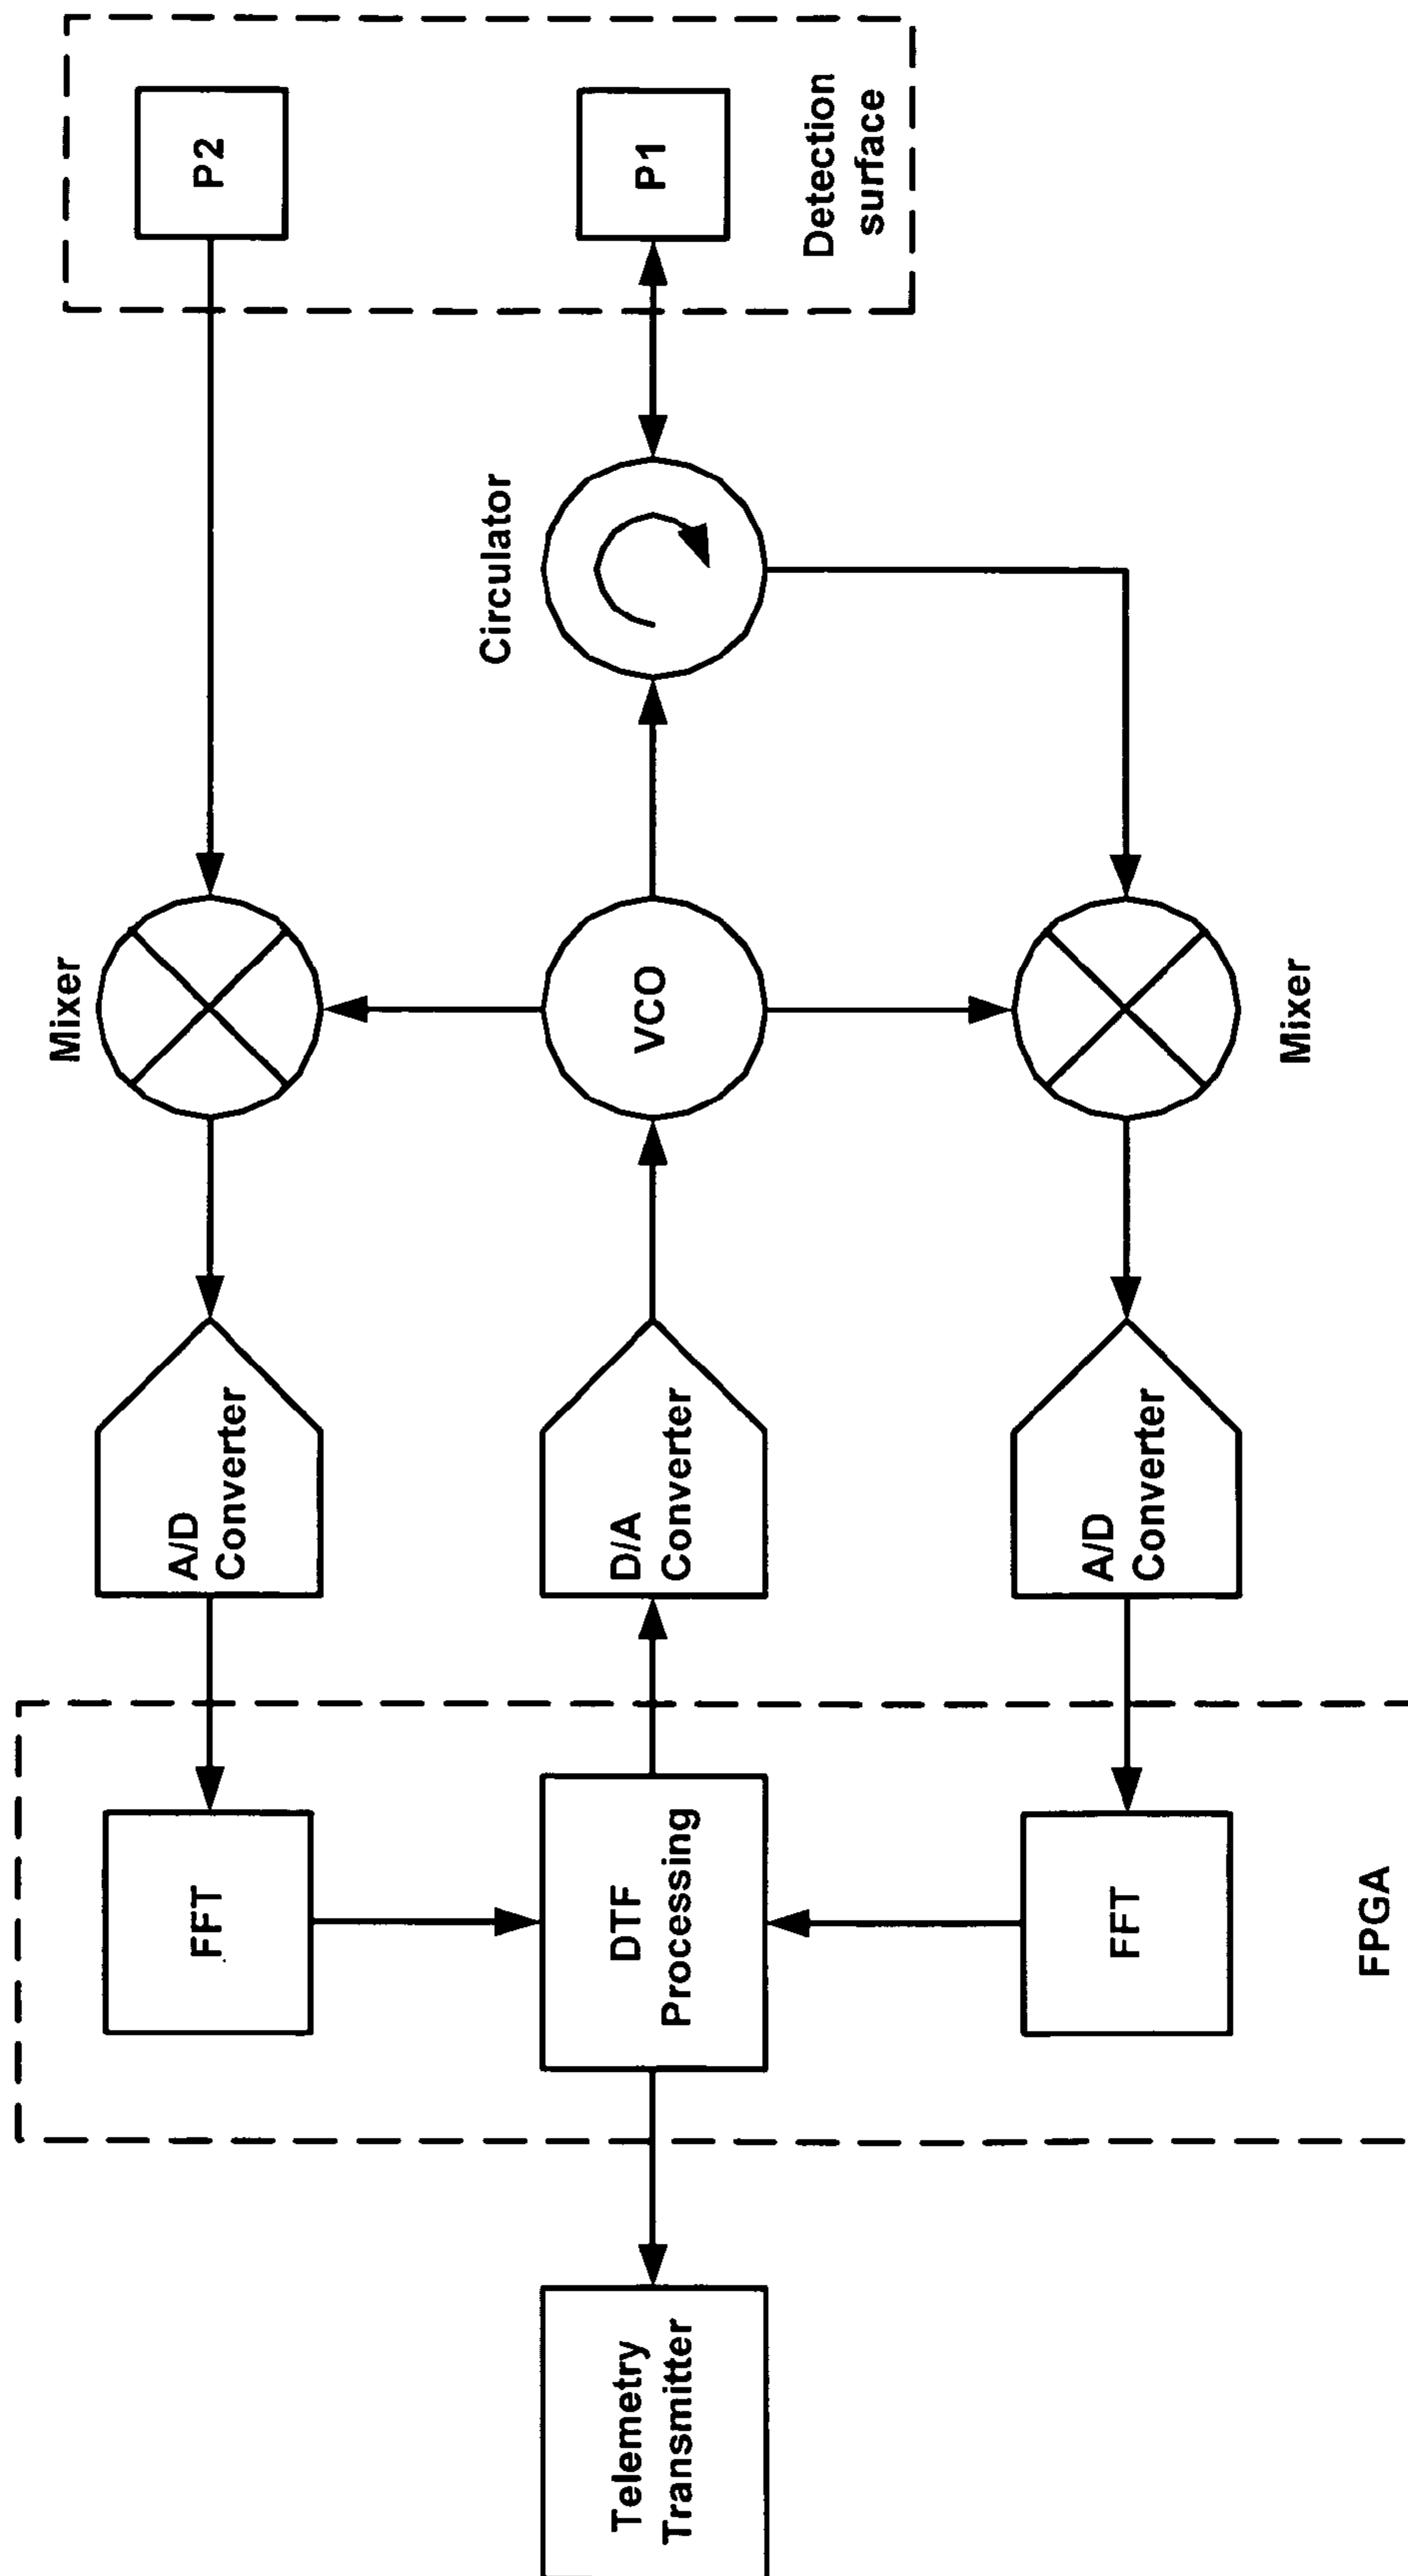 Mixer
FFT
A/D
Converter
P2
Circulator
Telemetry
Transmitter
DTF
Processing
D/A
Converter
VCO
P1
Detection
surface
FFT
A/D
Converter
Mixer
FPGA